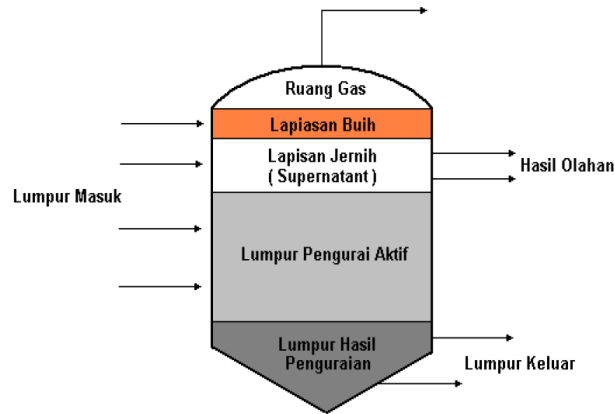 Ruang Gas
Lapiasan Buih
Lapisan Jernih
( Supernatant )
Hasil Olahan
Lumpur Masuk
Lumpur Pengurai Aktif
Lumpur Hasil
Penguraian
Lumpur Keluar